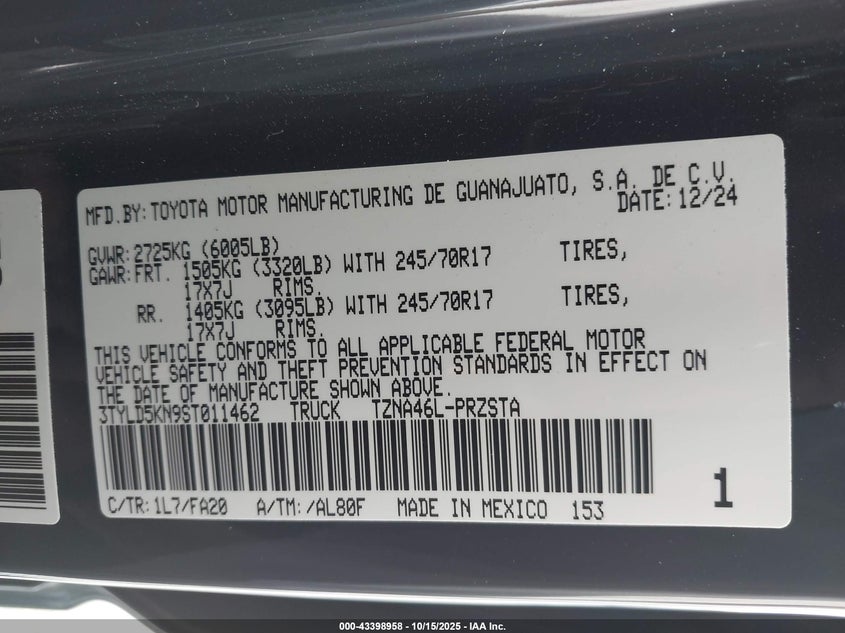 MFD.BY: TOYOTA MOTOR MANUFACTURING DE GUANAJUATO, S.A. DE C.V.
DATE: 12/24
GVWR: 2725KG (6005LB)
GAWR: FRT. 1505KG (3320LB) WITH 245/70R17 TIRES,
17X7J RIMS.
RR. 1405KG (3095LB) WITH 245/70R17 TIRES,
17X7J RIMS.
THIS VEHICLE CONFORMS TO ALL APPLICABLE FEDERAL MOTOR
VEHICLE SAFETY AND THEFT PREVENTION STANDARDS IN EFFECT ON
THE DATE OF MANUFACTURE SHOWN ABOVE.
3TYLD5KN9ST011462 TRUCK TZNA46L-PRZSTA
C/TR: 1L7/FA20 A/TM: /AL80F MADE IN MEXICO 153
1
000-43398958 - 10/15/2025 - IAA Inc.